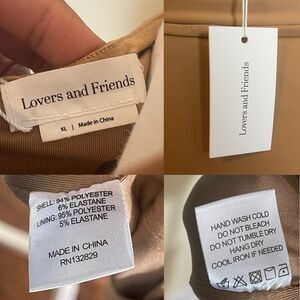 Lovers and Friends
XL | Made in China
Lovers and Friends
SHELL: 94% POLYESTER
6% ELASTANE
LINING: 95% POLYESTER
5% ELASTANE
MADE IN CHINA
RN132829
HAND WASH COLD
DO NOT BLEACH
DO NOT TUMBLE DRY
HANG DRY
COOL IRON IF NEEDED